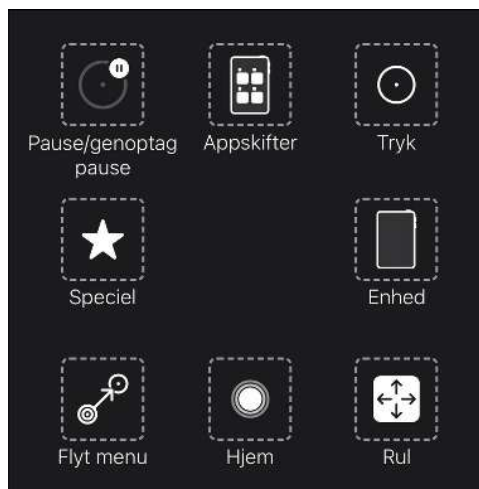 Pause/genoptag
pause
Appskifter
Tryk
Speciel
Enhed
Flyt menu
Hjem
Rul